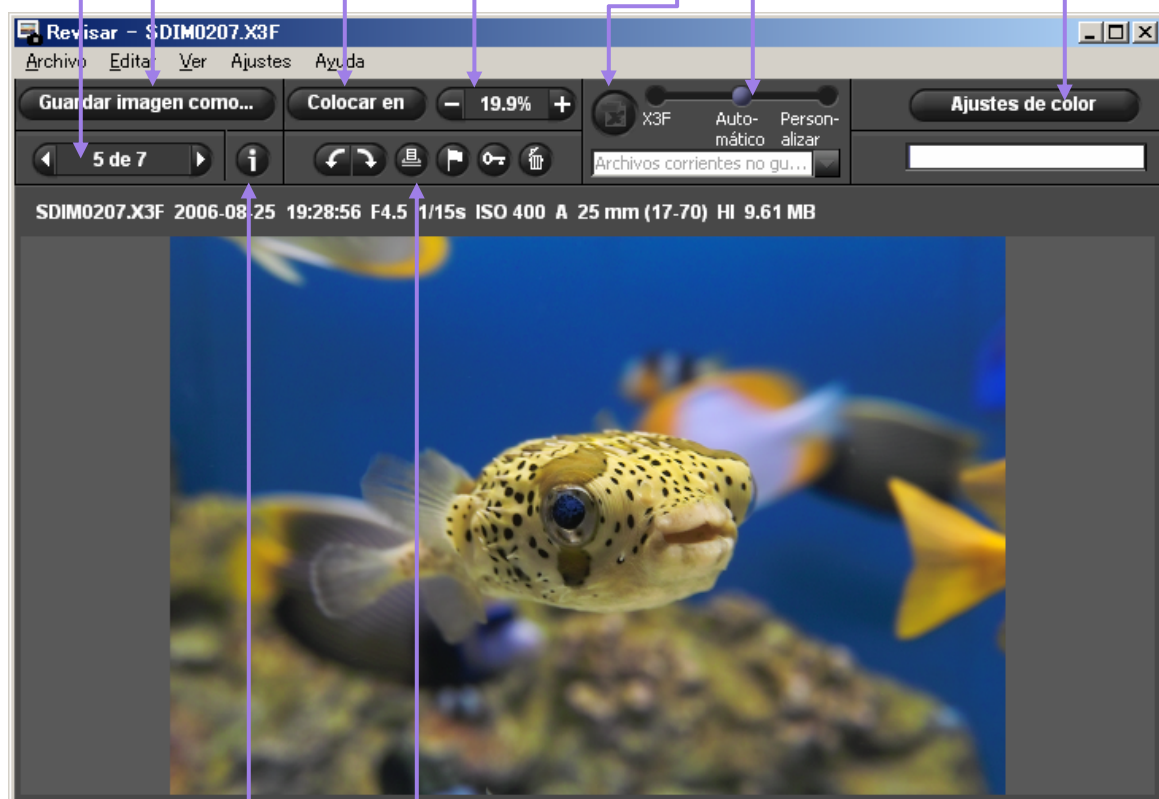 Revisar - SDIM0207.X3F
Archivo Editar Ver Ajustes Ayuda
Guardar imagen como... Colocar en - 19.9% + Ajustes de color
X3F Auto-mático Person-alizar
5 de 7 i Archivos corrientes no gu...
SDIM0207.X3F 2006-08-25 19:28:56 F4.5 1/15s ISO 400 A 25 mm (17-70) HI 9.61 MB